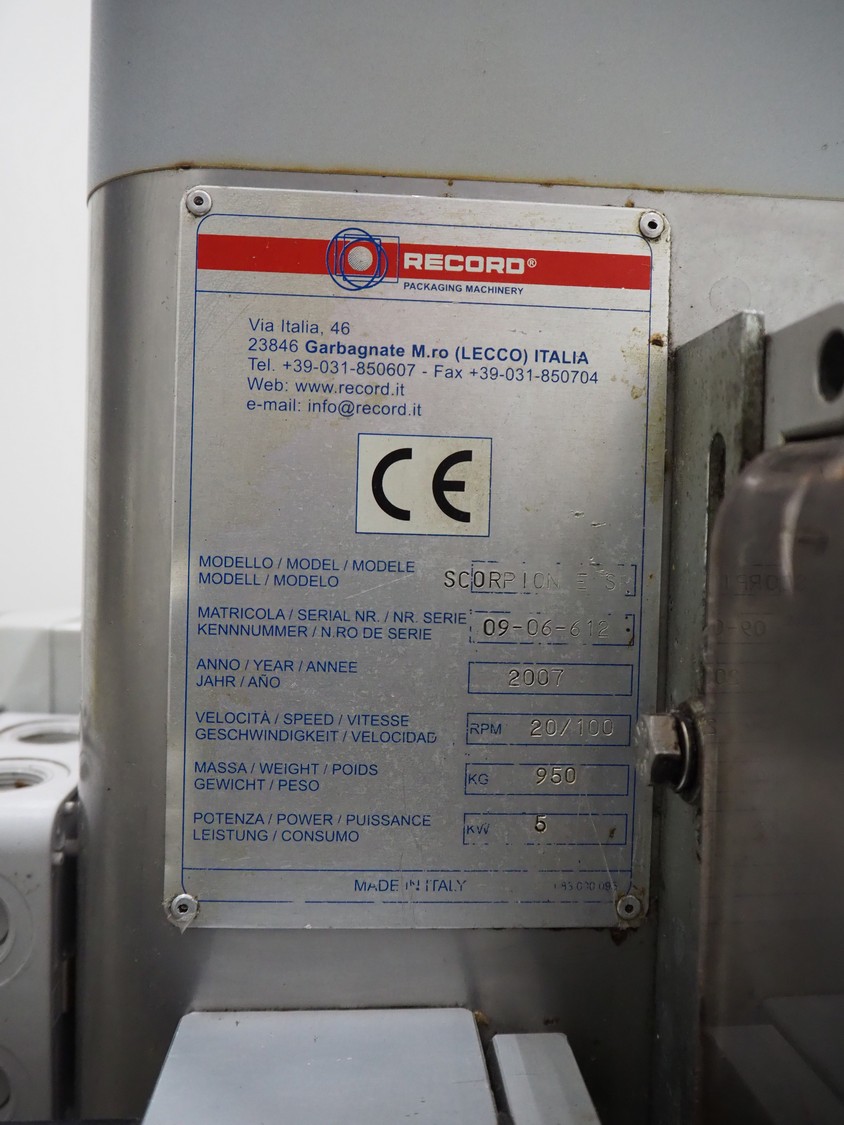 RECORD®
PACKAGING MACHINERY
Via Italia, 46
23846 Garbagnate M.ro (LECCO) ITALIA
Tel. +39-031-850607 - Fax +39-031-850704
Web: www.record.it
e-mail: info@record.it
CE
MODELLO / MODEL / MODELE
MODELL / MODELO
SCORPION E S
MATRICOLA / SERIAL NR. / NR. SERIE
KENNNUMMER / N.RO DE SERIE
09-06-612
ANNO / YEAR / ANNEE
JAHR / AÑO
2007
VELOCITÀ / SPEED / VITESSE
GESCHWINDIGKEIT / VELOCIDAD
RPM 20/100
MASSA / WEIGHT / POIDS
GEWICHT / PESO
KG 950
POTENZA / POWER / PUISSANCE
LEISTUNG / CONSUMO
KW 5
MADE IN ITALY